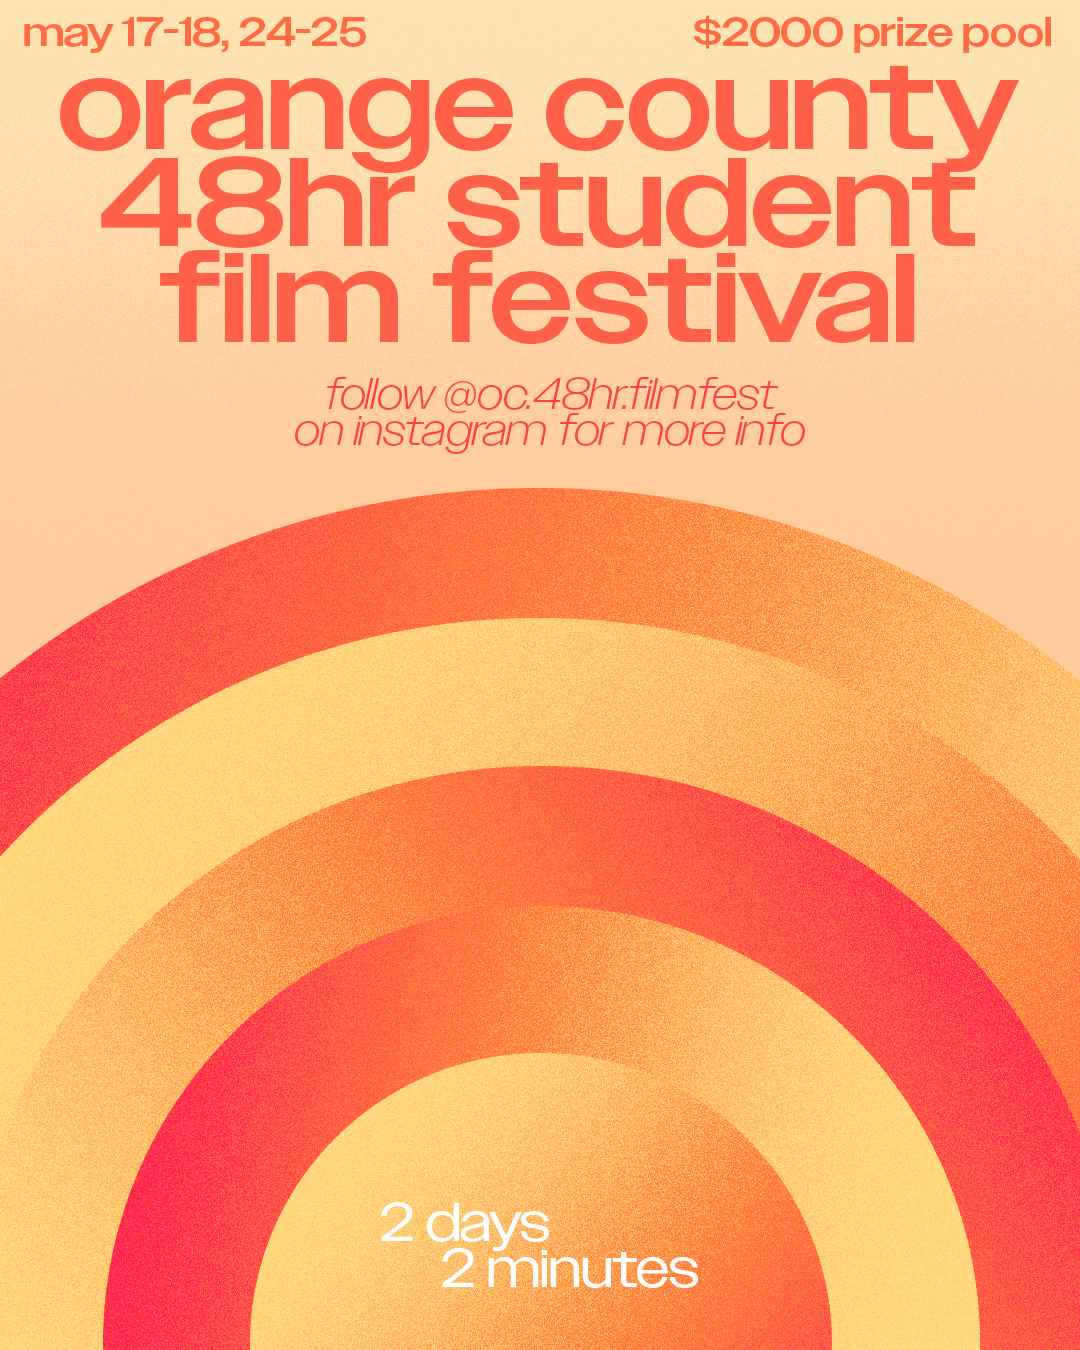 may 17-18, 24-25
$2000 prize pool
orange county
48hr student
film festival
follow @oc.48hr.filmfest
on instagram for more info
2 days
2 minutes